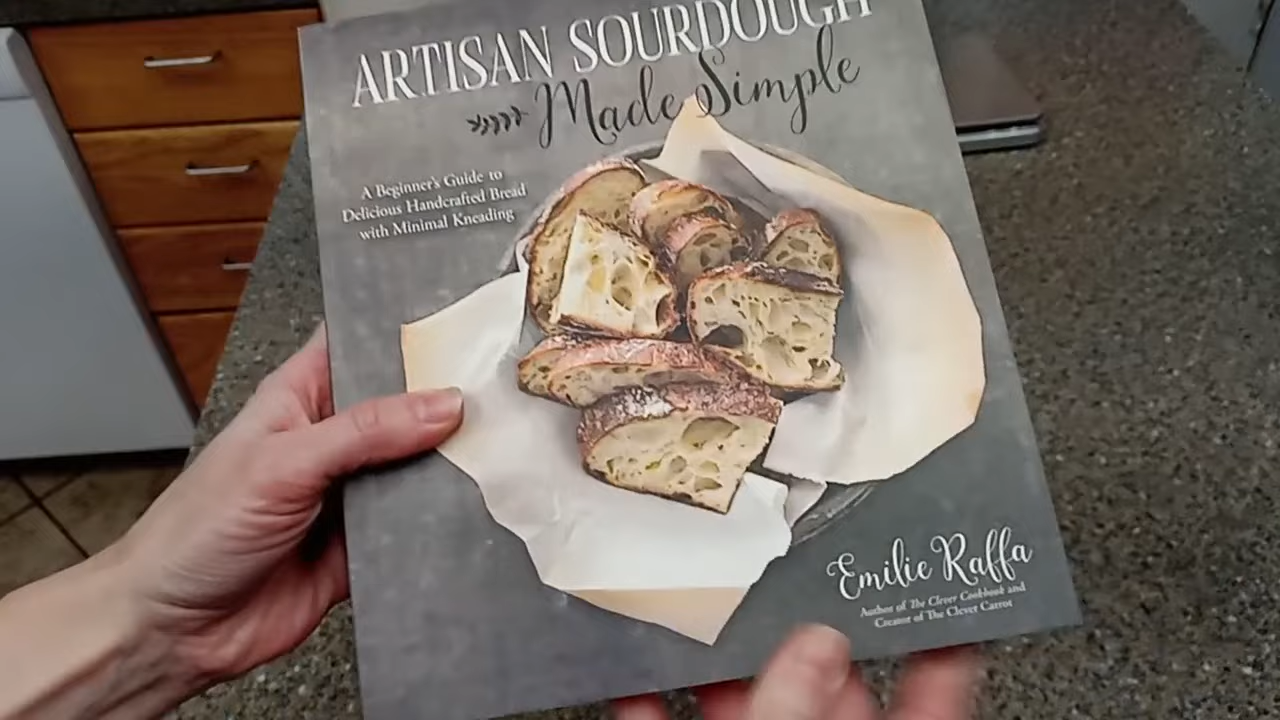 ARTISAN SOURDOUGH
Made Simple
A Beginner's Guide to
Delicious Handcrafted Bread
with Minimal Kneading
Emilie Raffa
Author of The Clever Cookbook and
Creator of The Clever Carrot